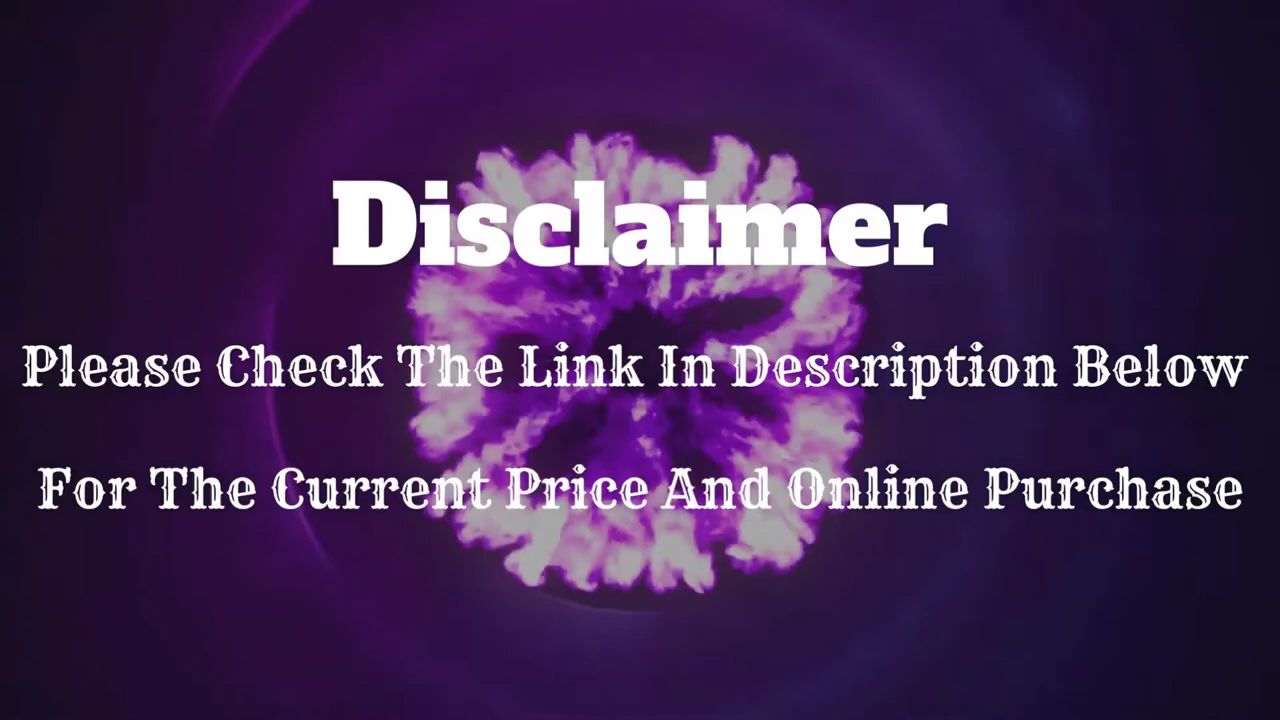 Disclaimer
Please Check The Link In Description Below
For The Current Price And Online Purchase